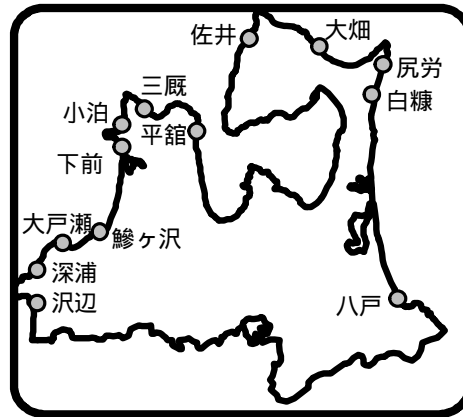 佐井
大畑
尻労
白糠
三厩
小泊
平舘
下前
大戸瀬
鰺ヶ沢
深浦
沢辺
八戸